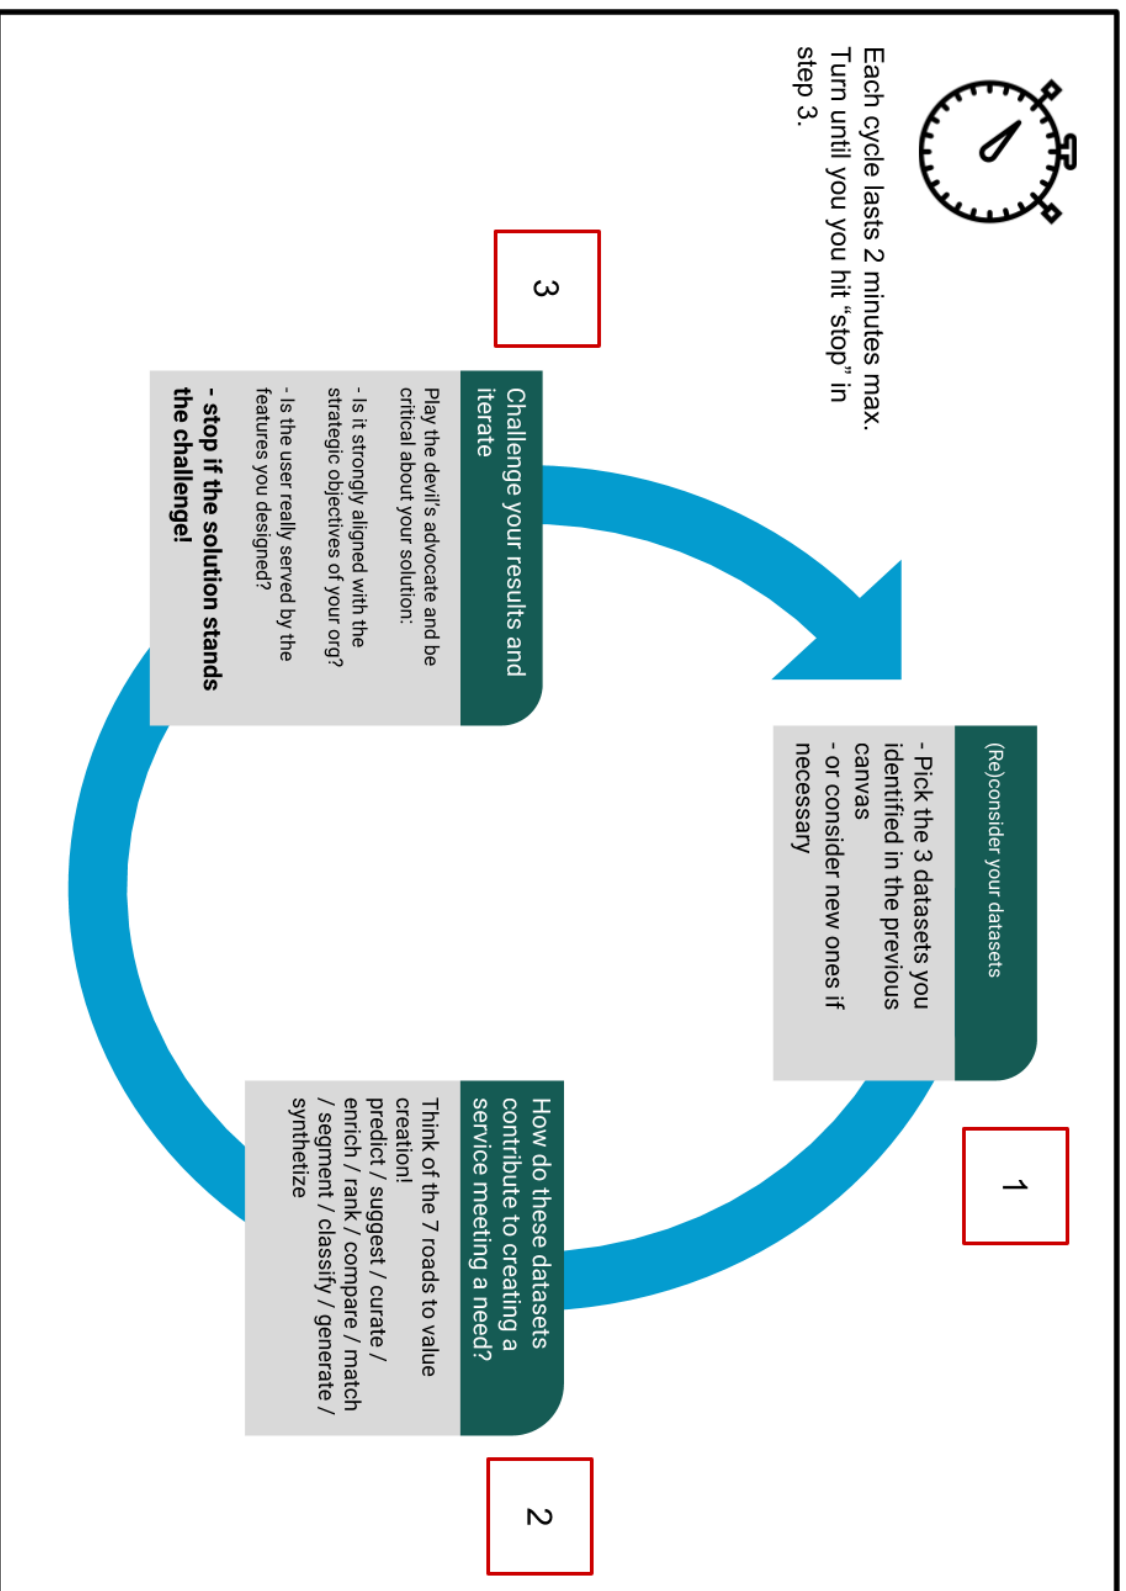 Each cycle lasts 2 minutes max.
Turn until you you hit “stop” in
step 3.
1
(Re)consider your datasets
- Pick the 3 datasets you
identified in the previous
canvas
- or consider new ones if
necessary
2
How do these datasets
contribute to creating a
service meeting a need?
Think of the 7 roads to value
creation!
predict / suggest / curate /
enrich / rank / compare / match
/ segment / classify / generate /
synthetize
3
Challenge your results and
iterate
Play the devil’s advocate and be
critical about your solution:
- Is it strongly aligned with the
strategic objectives of your org?
- Is the user really served by the
features you designed?
- stop if the solution stands
the challenge!